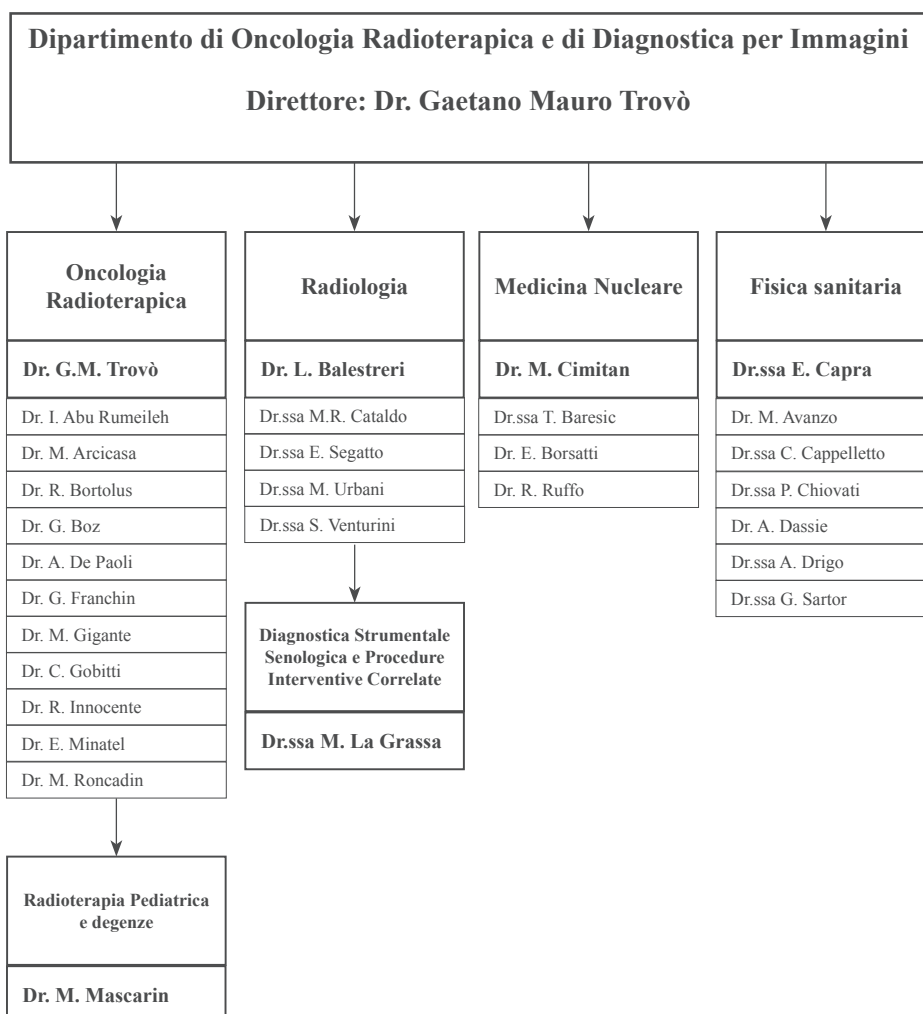 Dipartimento di Oncologia Radioterapica e di Diagnostica per Immagini
Direttore: Dr. Gaetano Mauro Trovò
Oncologia
Radioterapica
Dr. G.M. Trovò
Dr. I. Abu Rumeileh
Dr. M. Arcicasa
Dr. R. Bortolus
Dr. G. Boz
Dr. A. De Paoli
Dr. G. Franchin
Dr. M. Gigante
Dr. C. Gobitti
Dr. R. Innocente
Dr. E. Minatel
Dr. M. Roncadin
Radioterapia Pediatrica
e degenze
Dr. M. Mascarin
Radiologia
Dr. L. Balestreri
Dr.ssa M.R. Cataldo
Dr.ssa E. Segatto
Dr.ssa M. Urbani
Dr.ssa S. Venturini
Diagnostica Strumentale
Senologica e Procedure
Interventive Correlate
Dr.ssa M. La Grassa
Medicina Nucleare
Dr. M. Cimitan
Dr.ssa T. Baresic
Dr. E. Borsatti
Dr. R. Ruffo
Fisica sanitaria
Dr.ssa E. Capra
Dr. M. Avanzo
Dr.ssa C. Cappelletto
Dr.ssa P. Chiovati
Dr. A. Dassie
Dr.ssa A. Drigo
Dr.ssa G. Sartor